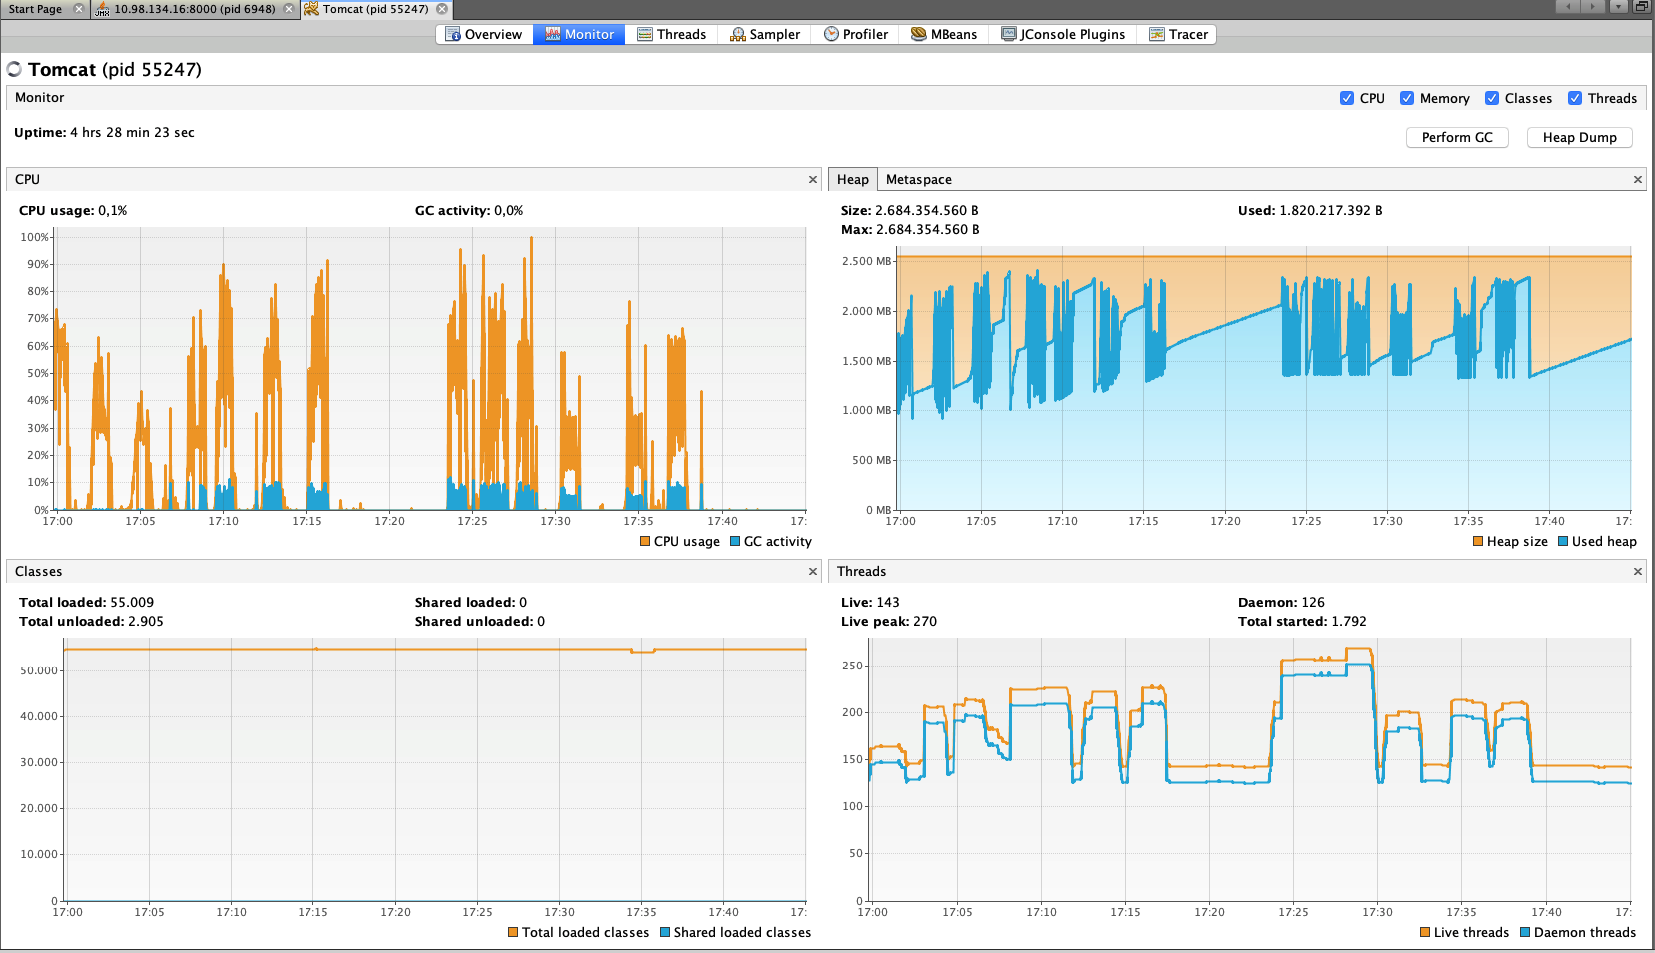 Start Page
10.98.134.16:8000 (pid 6948)
Tomcat (pid 55247)
JMX
Overview
Monitor
Threads
Sampler
Profiler
MBeans
JConsole Plugins
Tracer
Tomcat (pid 55247)
Monitor
CPU
Memory
Classes
Threads
Uptime: 4 hrs 28 min 23 sec
Perform GC
Heap Dump
CPU
CPU usage: 0,1%
GC activity: 0,0%
100%
90%
80%
70%
60%
50%
40%
30%
20%
10%
0%
17:00 17:05 17:10 17:15 17:20 17:25 17:30 17:35 17:40 17:
CPU usage GC activity
Heap Metaspace
Size: 2.684.354.560 B
Used: 1.820.217.392 B
Max: 2.684.354.560 B
2.500 MB
2.000 MB
1.500 MB
1.000 MB
500 MB
0 MB
17:00 17:05 17:10 17:15 17:20 17:25 17:30 17:35 17:40 17:
Heap size Used heap
Classes
Total loaded: 55.009
Shared loaded: 0
Total unloaded: 2.905
Shared unloaded: 0
50.000
40.000
30.000
20.000
10.000
0
17:00 17:05 17:10 17:15 17:20 17:25 17:30 17:35 17:40 17:
Total loaded classes Shared loaded classes
Threads
Live: 143
Daemon: 126
Live peak: 270
Total started: 1.792
250
200
150
100
50
0
17:00 17:05 17:10 17:15 17:20 17:25 17:30 17:35 17:40 17:
Live threads Daemon threads